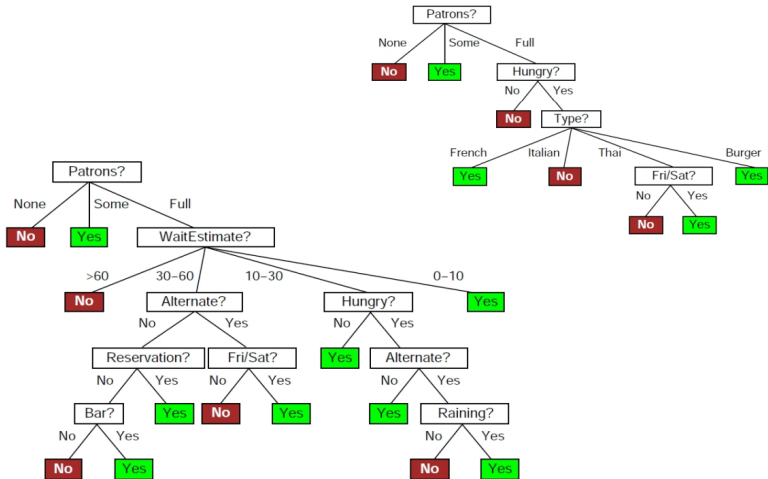 Patrons?
None Some Full
No Yes Hungry?
No Yes
No Type?
French Italian Thai Burger
Yes No Fri/Sat? Yes
No Yes
No Yes
Patrons?
None Some Full
No Yes WaitEstimate?
>60 30–60 10–30 0–10
No Alternate? Hungry? Yes
No Yes No Yes
Reservation? Fri/Sat? Yes Alternate?
No Yes No Yes No Yes
Bar? Yes No Yes Yes Raining?
No Yes No Yes
No Yes No Yes